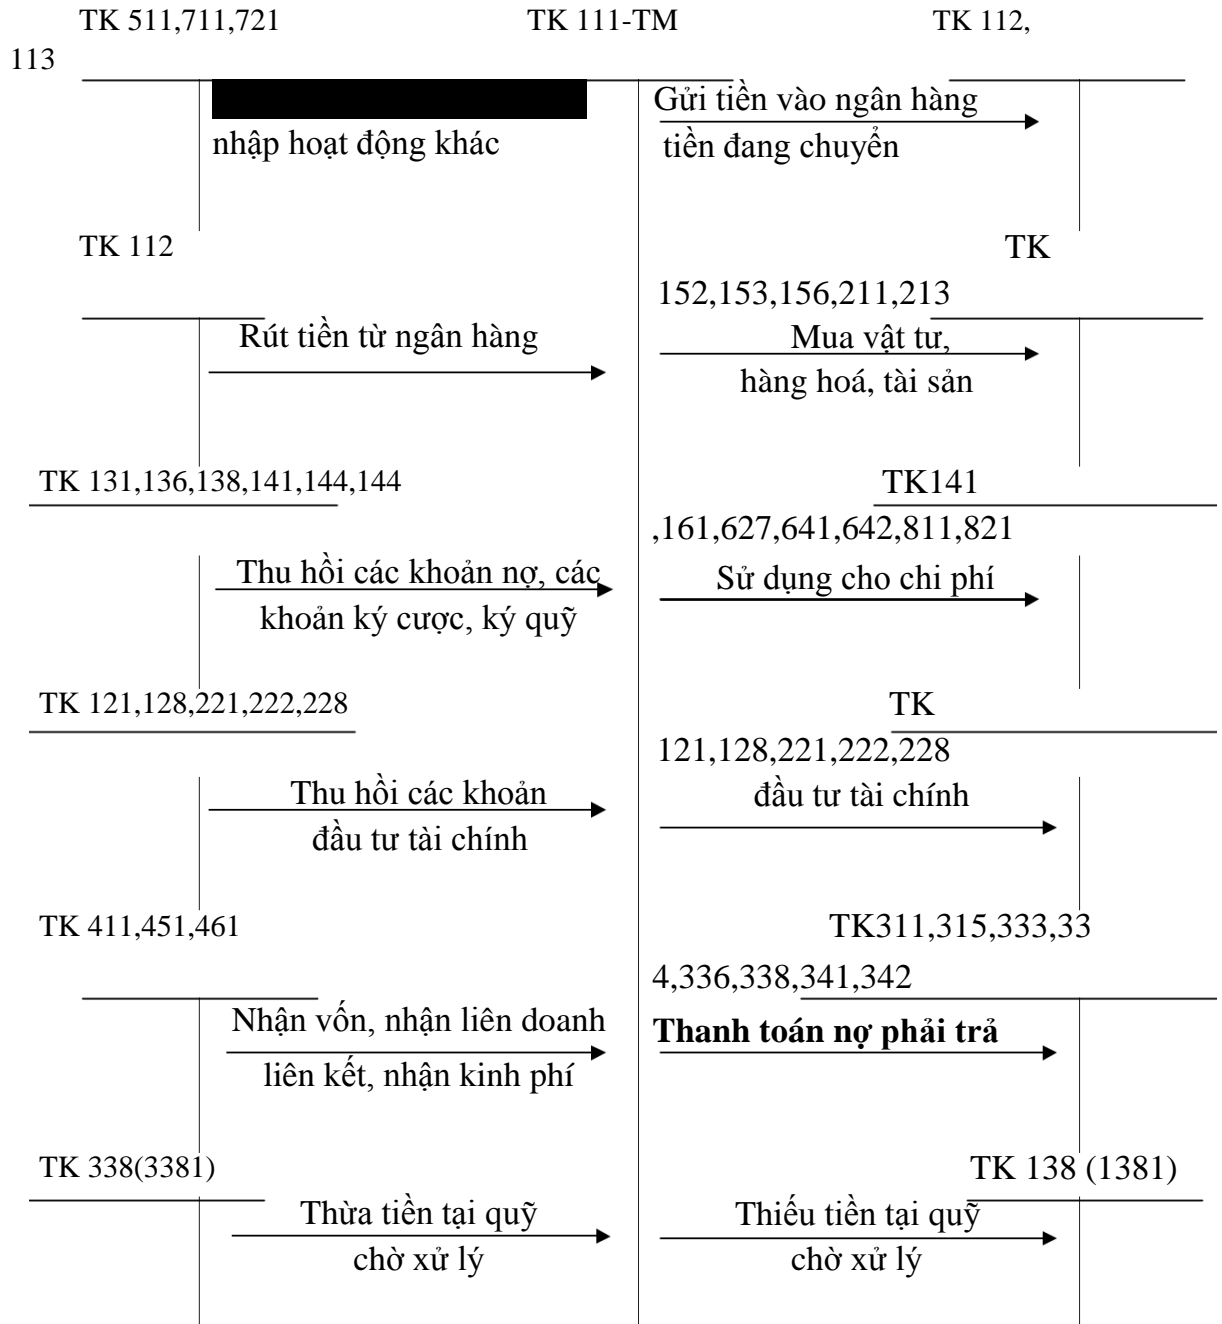 TK 511,711,721 TK 111-TM TK 112,
113
Gửi tiền vào ngân hàng
nhập hoạt động khác tiền đang chuyển
TK 112 TK
152,153,156,211,213
Rút tiền từ ngân hàng Mua vật tư,
hàng hoá, tài sản
TK 131,136,138,141,144,144 TK141
,161,627,641,642,811,821
Thu hồi các khoản nợ, các Sử dụng cho chi phí
khoản ký cược, ký quỹ
TK 121,128,221,222,228 TK
121,128,221,222,228
Thu hồi các khoản đầu tư tài chính
đầu tư tài chính
TK 411,451,461 TK311,315,333,33
4,336,338,341,342
Nhận vốn, nhận liên doanh Thanh toán nợ phải trả
liên kết, nhận kinh phí
TK 338(3381) TK 138 (1381)
Thừa tiền tại quỹ Thiếu tiền tại quỹ
chờ xử lý chờ xử lý